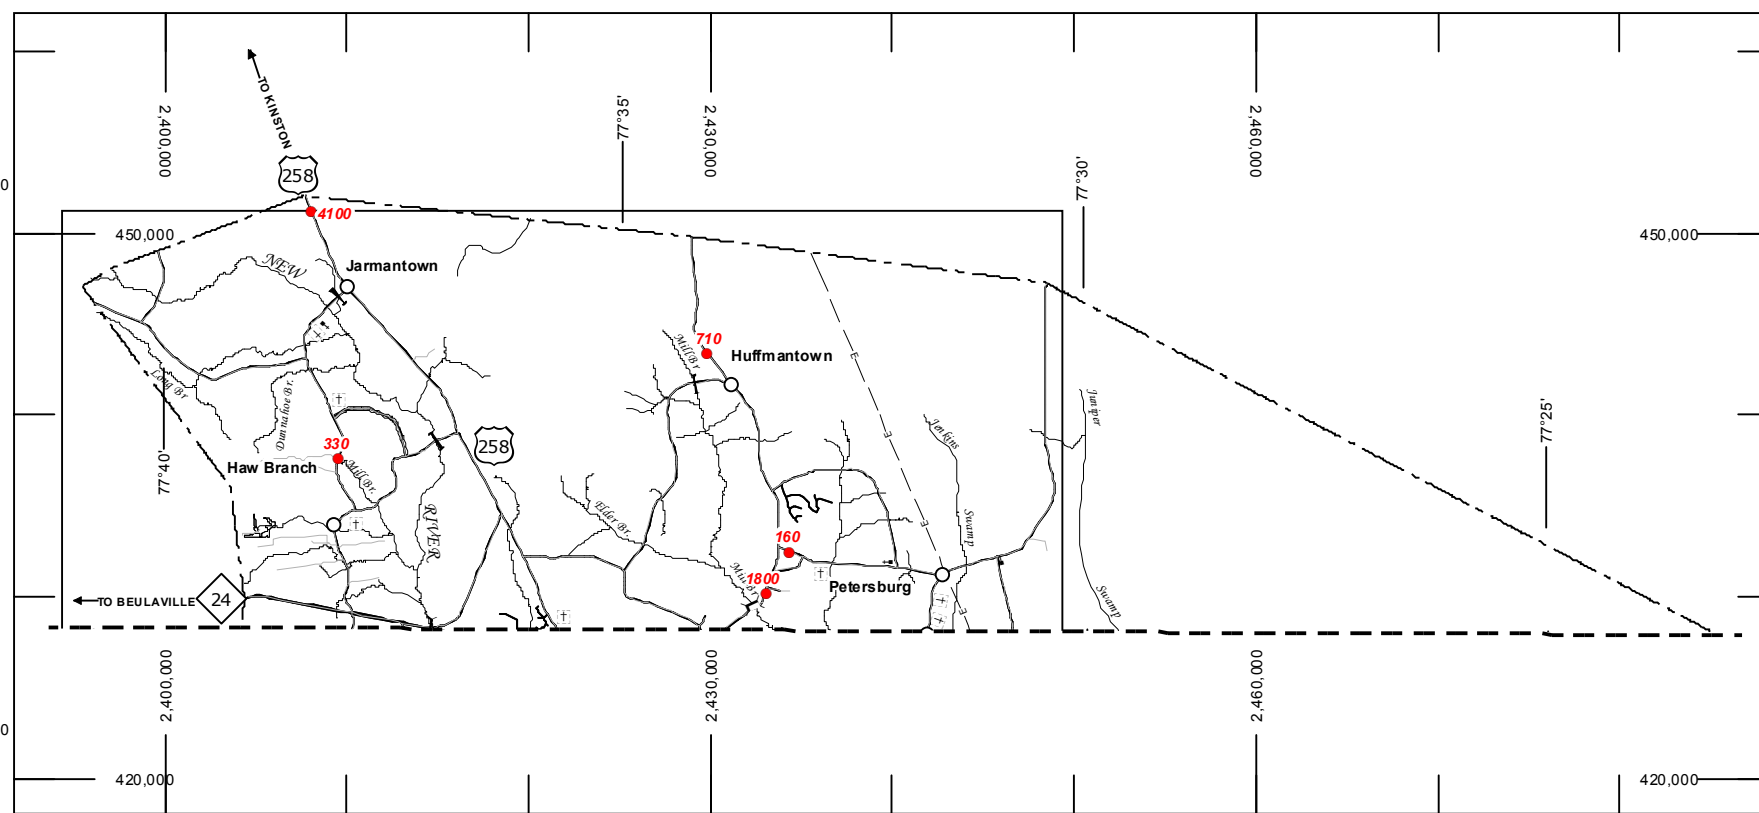 TO KINSTON
2,400,000
77°35'
2,430,000
77°30'
2,460,000
258
0
4100
450,000
450,000
NEW
Jarmantown
710
Mill Br.
Huffmantown
Long Br
Dunnahoe Br.
E
Juniper
77°25'
Jenkins
330
258
Haw Branch
77°40'
Mill Br.
E
Elder Br.
RIVER
Swamp
E
160
1800
Mill Br.
Petersburg
TO BEULAVILLE
24
Swamp
E
2,400,000
2,430,000
2,460,000
0
420,000
420,000